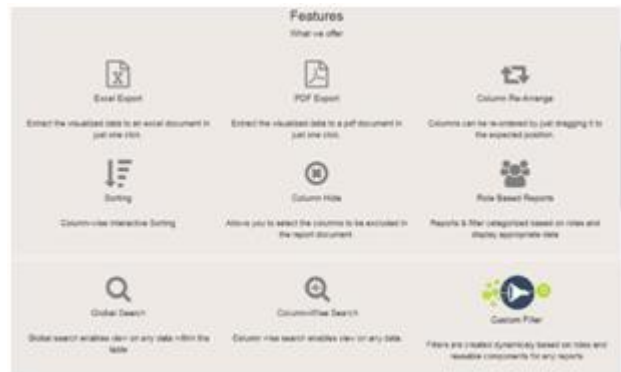 Features
What we offer
Excel Export
Extract the visualized data to an excel document in
just one click.
PDF Export
Extract the visualized data to a pdf document in
just one click.
Column Re-Arrange
Columns can be re-ordered by just dragging it to
the expected position.
Sorting
Column-wise Interactive Sorting
Column Hide
Allows you to select the columns to be excluded in
the report document
Role Based Reports
Reports & filter categorized based on roles and
display appropriate data
Global Search
Global search enables view on any data within the
table
ColumnWise Search
Column wise search enables view on any data.
Custom Filter
Filters are created dynamically based on roles and
reusable components for any reports